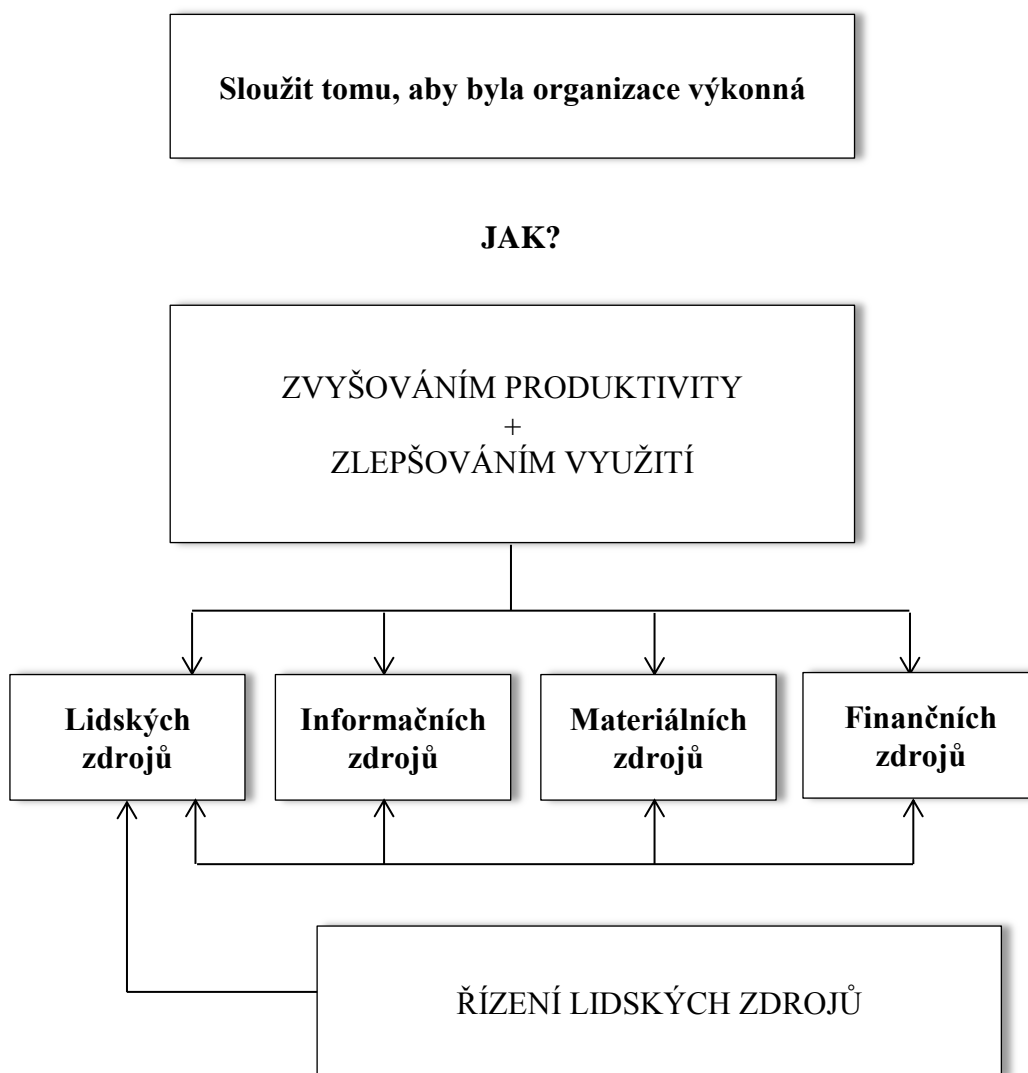 Sloužit tomu, aby byla organizace výkonná
JAK?
ZVYŠOVÁNÍM PRODUKTIVITY
+
ZLEPŠOVÁNÍM VYUŽITÍ
Lidských
zdrojů
Informačních
zdrojů
Materiálních
zdrojů
Finančních
zdrojů
ŘÍZENÍ LIDSKÝCH ZDROJŮ